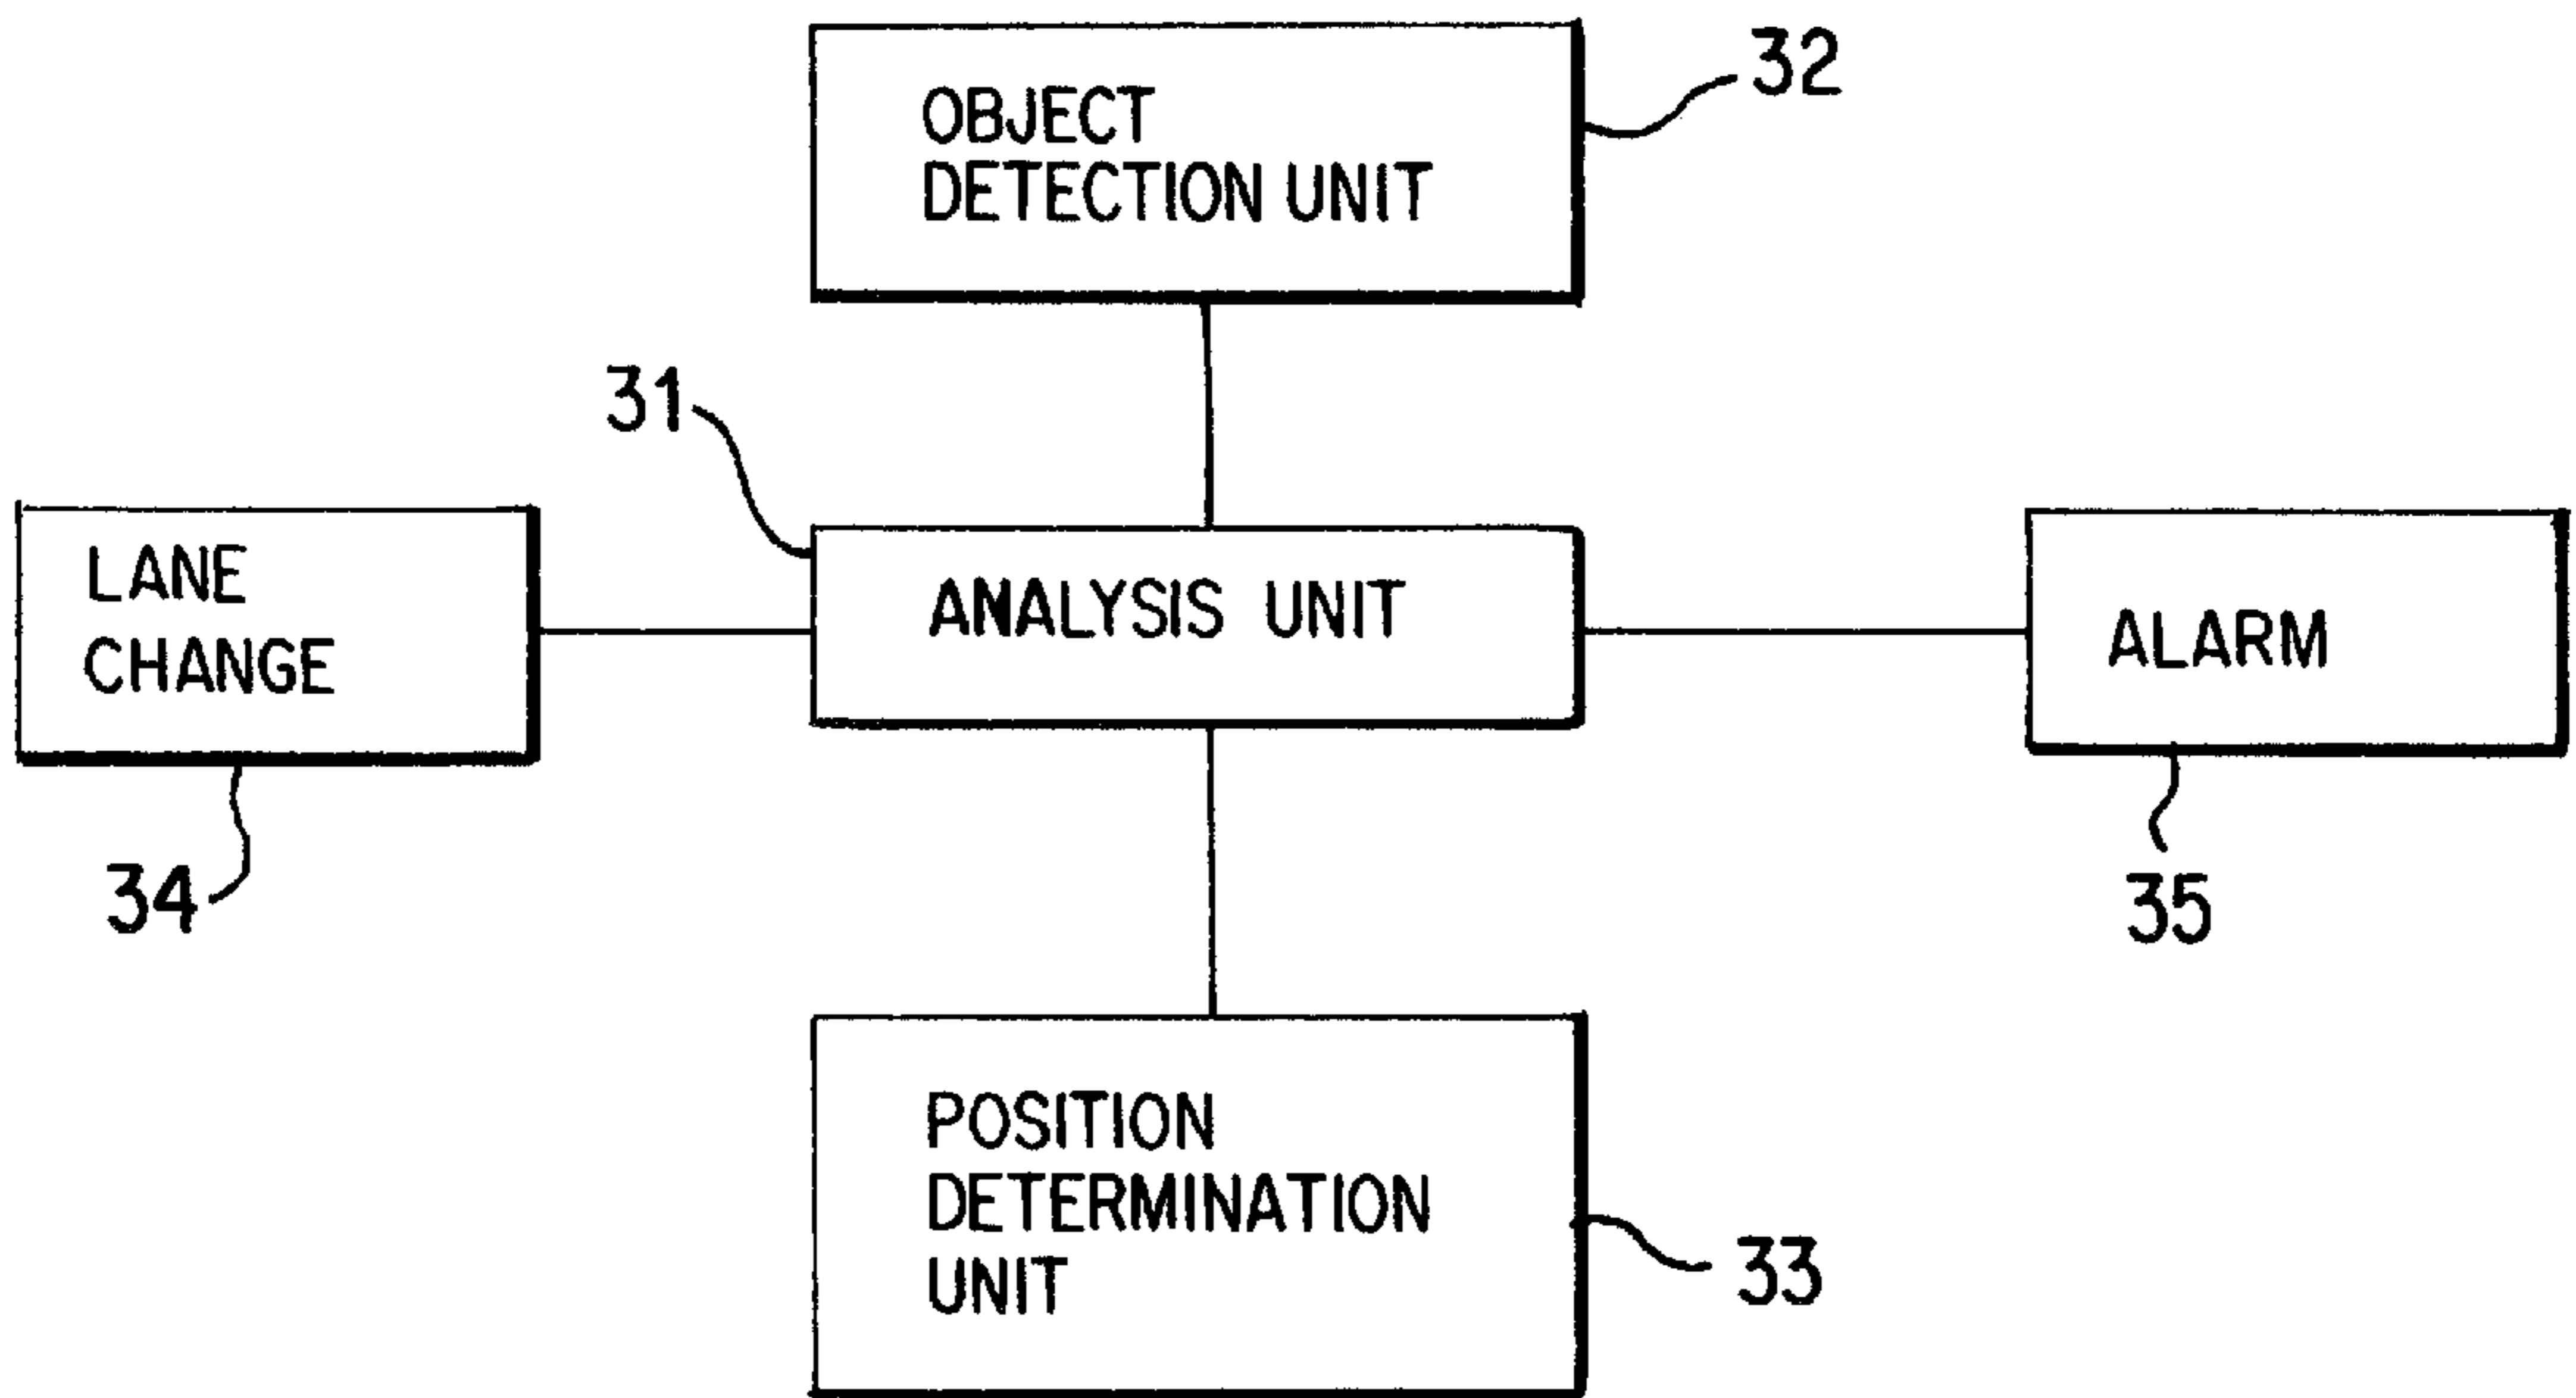 OBJECT
DETECTION UNIT
32
31
LANE
CHANGE
ANALYSIS UNIT
ALARM
34
35
POSITION
DETERMINATION
UNIT
33